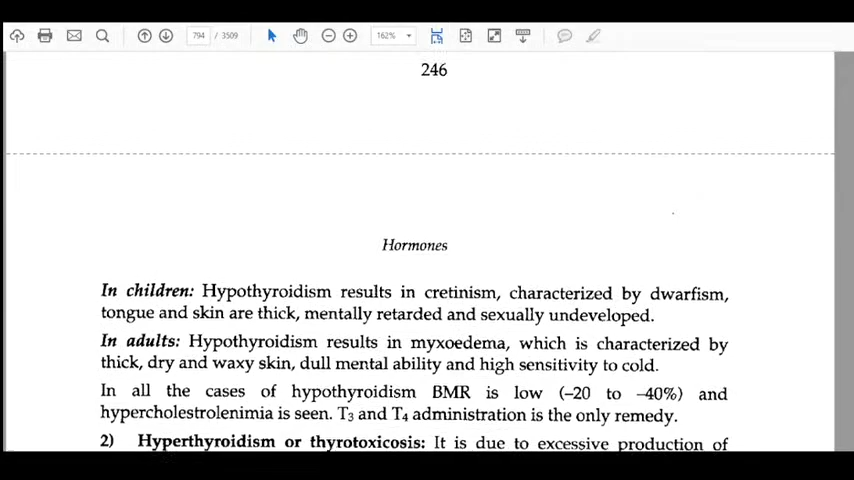 794 / 3509
162%
246
Hormones
In children: Hypothyroidism results in cretinism, characterized by dwarfism,
tongue and skin are thick, mentally retarded and sexually undeveloped.
In adults: Hypothyroidism results in myxoedema, which is characterized by
thick, dry and waxy skin, dull mental ability and high sensitivity to cold.
In all the cases of hypothyroidism BMR is low (–20 to –40%) and
hypercholestrolenimia is seen. T₃ and T₄ administration is the only remedy.
2) Hyperthyroidism or thyrotoxicosis: It is due to excessive production of